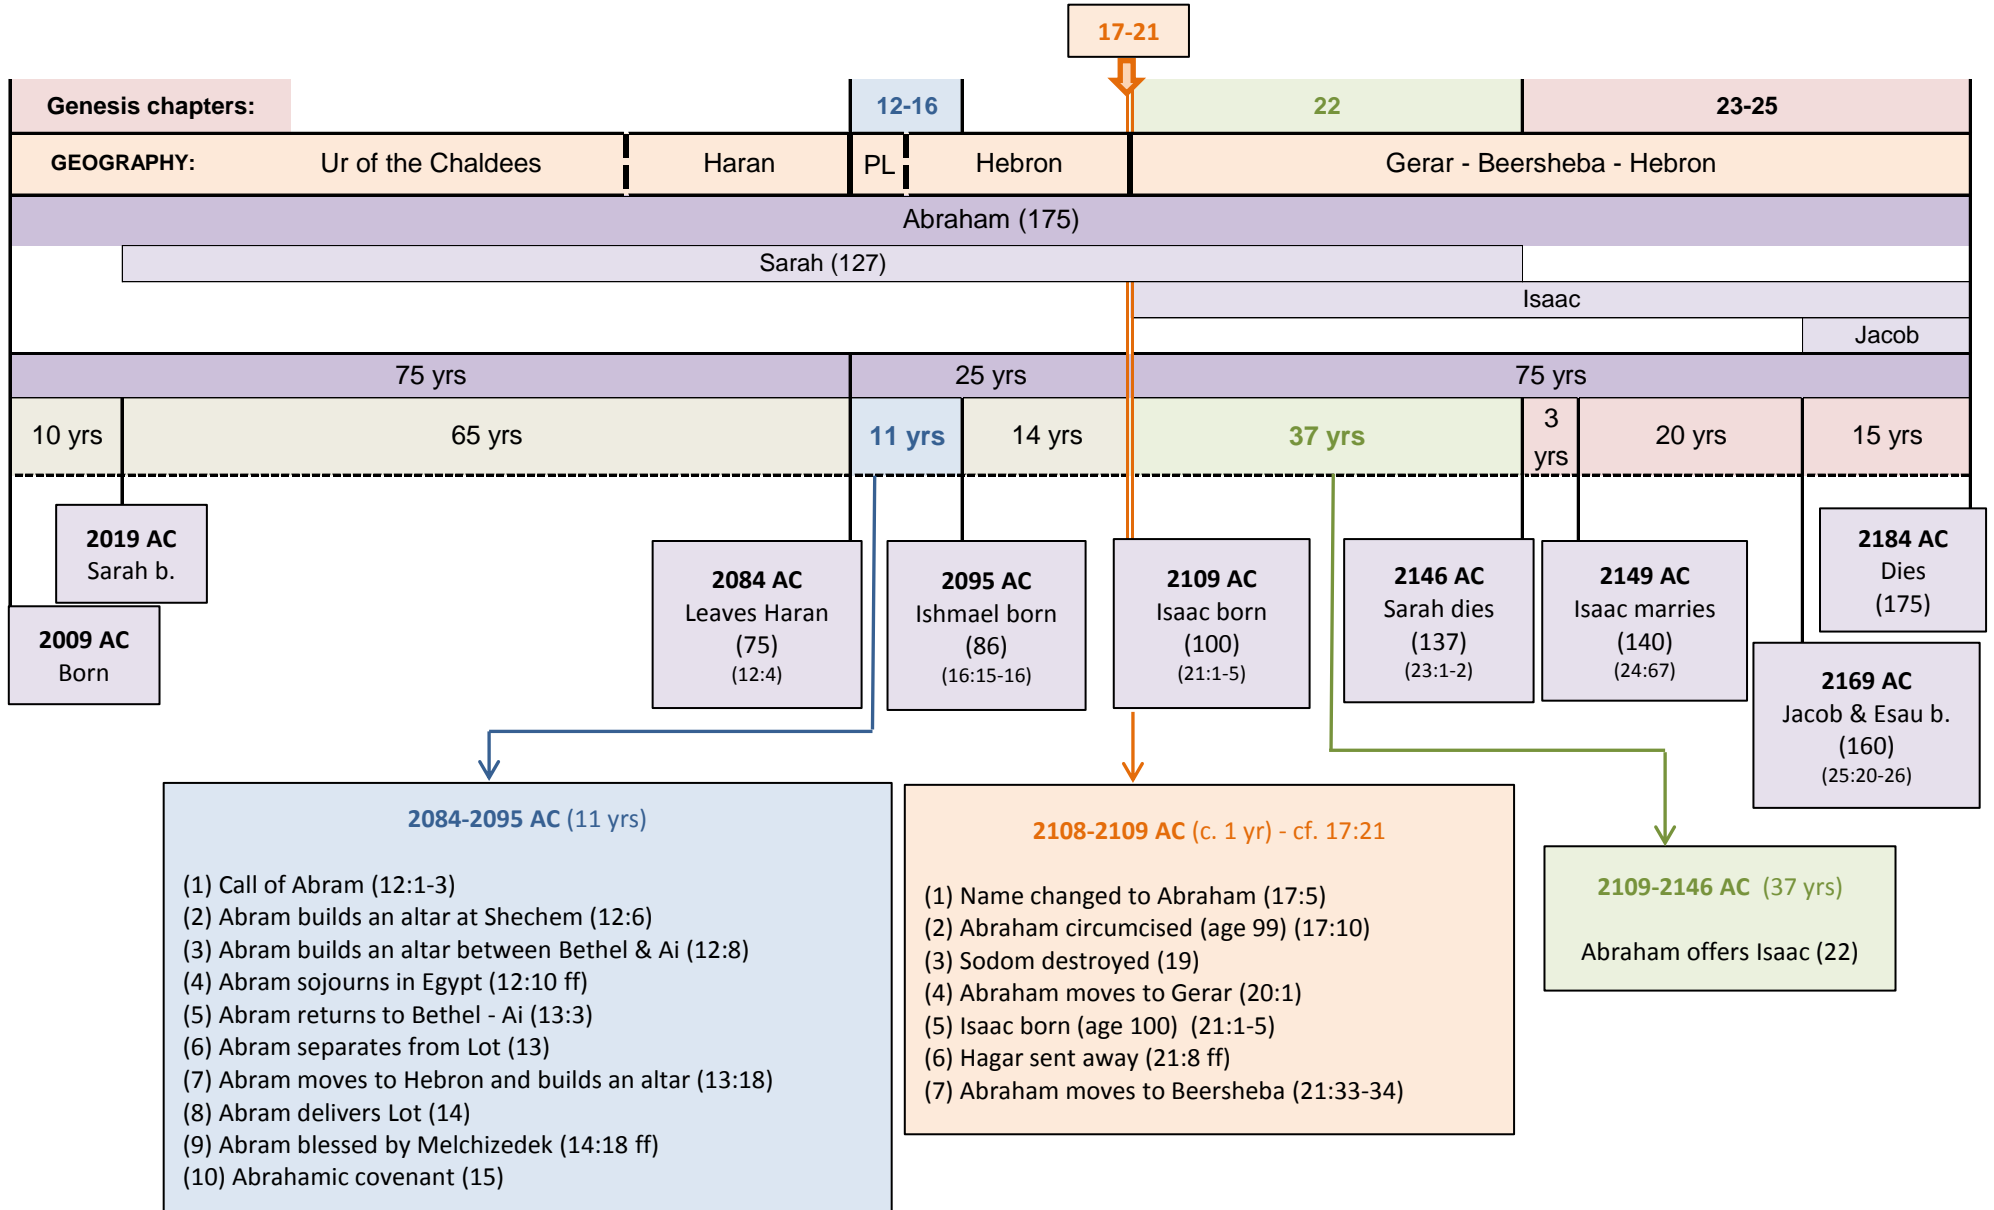 17-21
Genesis chapters: 12-16 22 23-25
GEOGRAPHY: Ur of the Chaldees Haran PL Hebron Gerar - Beersheba - Hebron
Abraham (175)
Sarah (127)
Isaac
Jacob
75 yrs 25 yrs 75 yrs
10 yrs 65 yrs 11 yrs 14 yrs 37 yrs 3 yrs 20 yrs 15 yrs
2019 AC
Sarah b.
2009 AC
Born
2084 AC
Leaves Haran
(75)
(12:4)
2095 AC
Ishmael born
(86)
(16:15-16)
2109 AC
Isaac born
(100)
(21:1-5)
2146 AC
Sarah dies
(137)
(23:1-2)
2149 AC
Isaac marries
(140)
(24:67)
2184 AC
Dies
(175)
2169 AC
Jacob & Esau b.
(160)
(25:20-26)
2084-2095 AC (11 yrs)
(1) Call of Abram (12:1-3)
(2) Abram builds an altar at Shechem (12:6)
(3) Abram builds an altar between Bethel & Ai (12:8)
(4) Abram sojourns in Egypt (12:10 ff)
(5) Abram returns to Bethel - Ai (13:3)
(6) Abram separates from Lot (13)
(7) Abram moves to Hebron and builds an altar (13:18)
(8) Abram delivers Lot (14)
(9) Abram blessed by Melchizedek (14:18 ff)
(10) Abrahamic covenant (15)
2108-2109 AC (c. 1 yr) - cf. 17:21
(1) Name changed to Abraham (17:5)
(2) Abraham circumcised (age 99) (17:10)
(3) Sodom destroyed (19)
(4) Abraham moves to Gerar (20:1)
(5) Isaac born (age 100) (21:1-5)
(6) Hagar sent away (21:8 ff)
(7) Abraham moves to Beersheba (21:33-34)
2109-2146 AC (37 yrs)
Abraham offers Isaac (22)